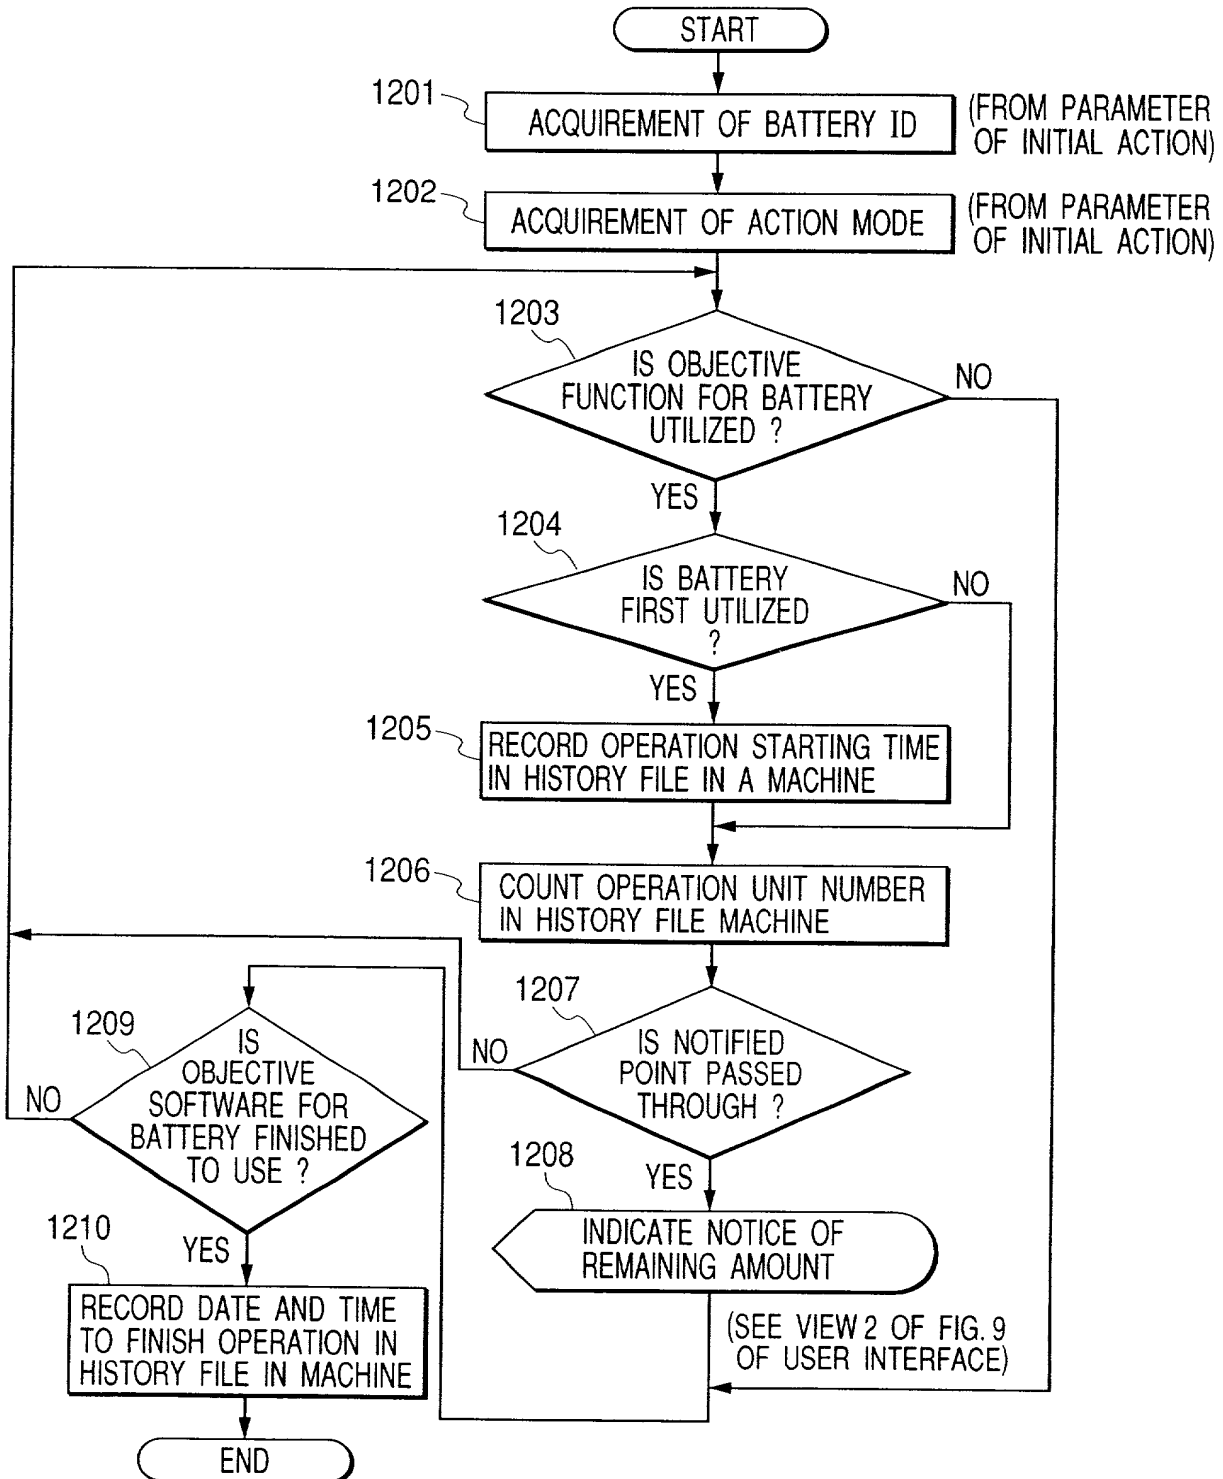 START
1201
ACQUIREMENT OF BATTERY ID
(FROM PARAMETER
OF INITIAL ACTION)
1202
ACQUIREMENT OF ACTION MODE
(FROM PARAMETER
OF INITIAL ACTION)
1203
IS OBJECTIVE
FUNCTION FOR BATTERY
UTILIZED ?
NO
YES
1204
IS BATTERY
FIRST UTILIZED
?
NO
YES
1205
RECORD OPERATION STARTING TIME
IN HISTORY FILE IN A MACHINE
1206
COUNT OPERATION UNIT NUMBER
IN HISTORY FILE MACHINE
1207
IS NOTIFIED
POINT PASSED
THROUGH ?
NO
YES
1208
INDICATE NOTICE OF
REMAINING AMOUNT
(SEE VIEW 2 OF FIG. 9
OF USER INTERFACE)
1209
IS
OBJECTIVE
SOFTWARE FOR
BATTERY FINISHED
TO USE ?
NO
YES
1210
RECORD DATE AND TIME
TO FINISH OPERATION IN
HISTORY FILE IN MACHINE
END